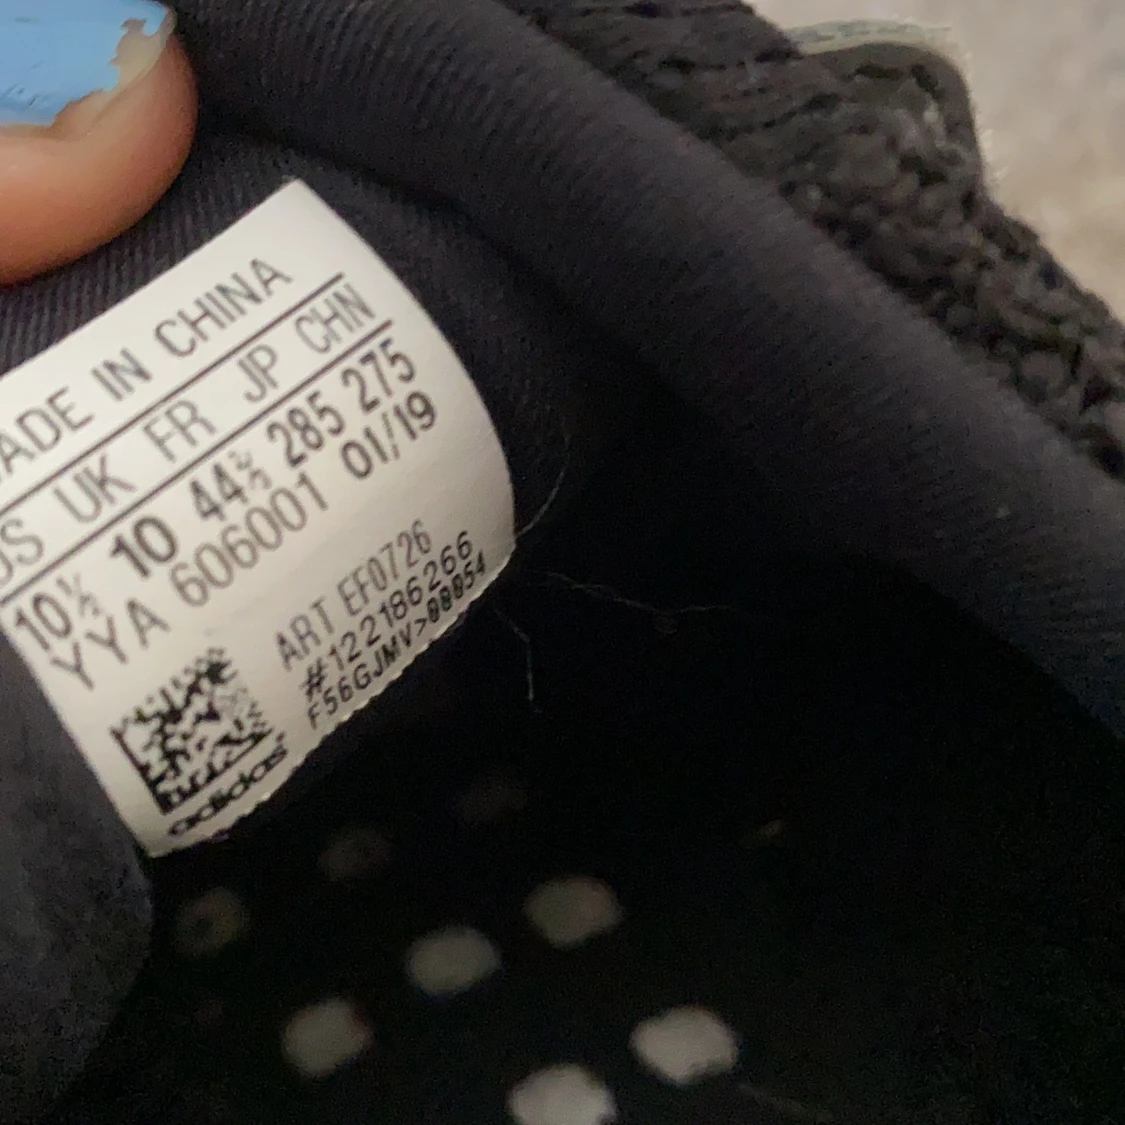 MADE IN CHINA
US UK FR JP CHN
10½ 10 44⅔ 285 275
YYA 606001 01/19
ART EF0726
#122186266
F56GJMV>08054
adidas